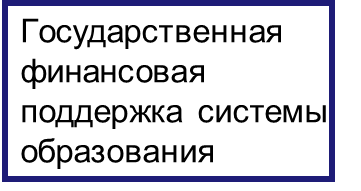 Государственная
финансовая
поддержка системы
образования